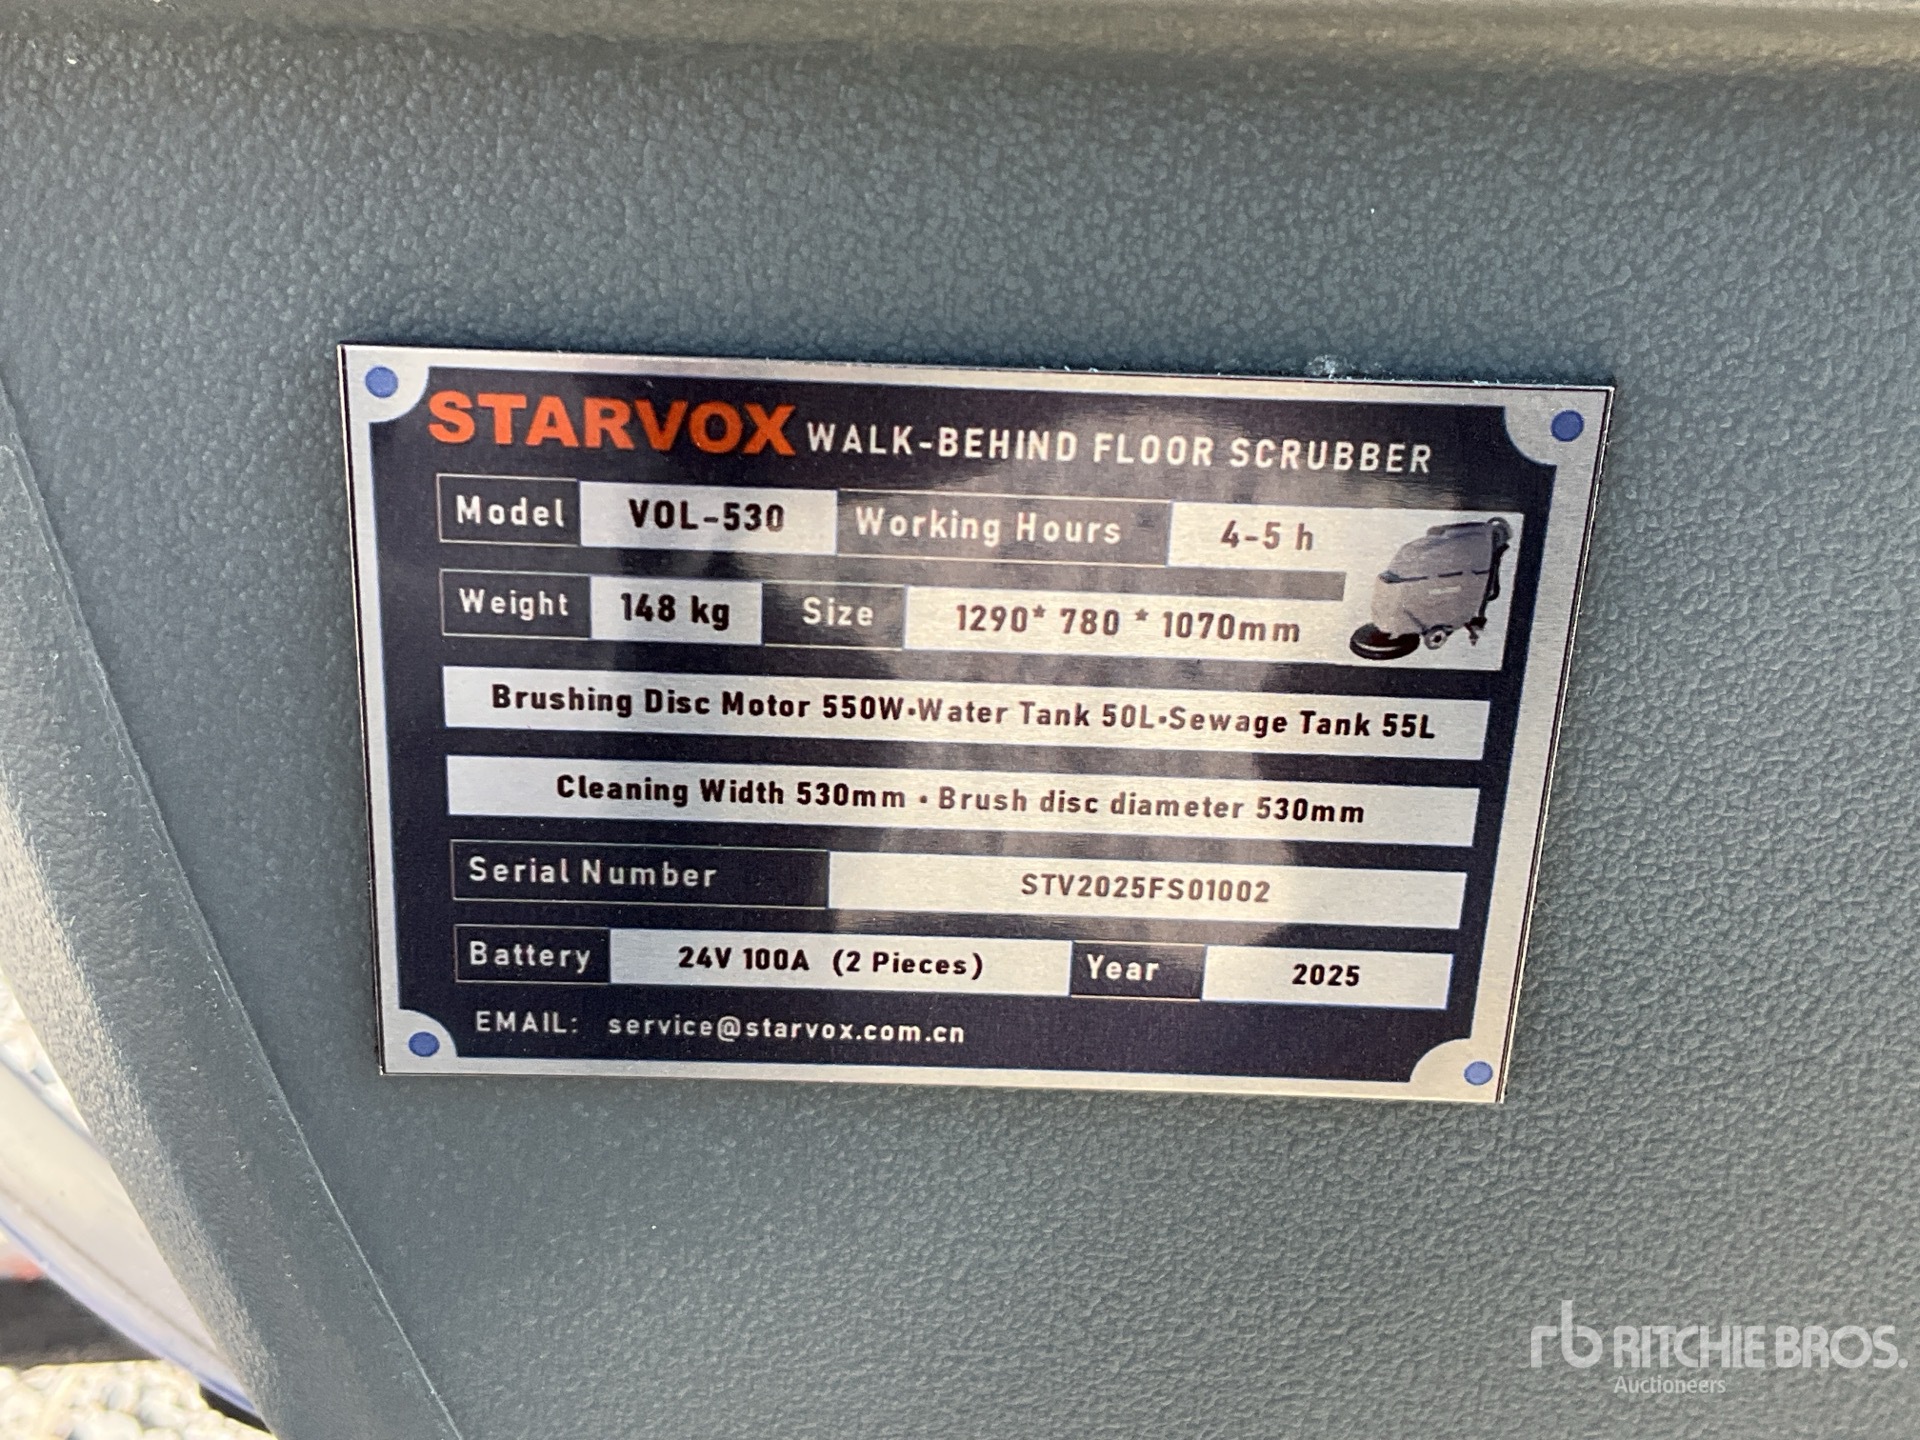 STARVOX WALK-BEHIND FLOOR SCRUBBER
Model VOL-530 Working Hours 4-5 h
Weight 148 kg Size 1290* 780 * 1070mm
Brushing Disc Motor 550W•Water Tank 50L•Sewage Tank 55L
Cleaning Width 530mm • Brush disc diameter 530mm
Serial Number STV2025FS01002
Battery 24V 100A (2 Pieces) Year 2025
EMAIL: service@starvox.com.cn
rb RITCHIE BROS.
Auctioneers